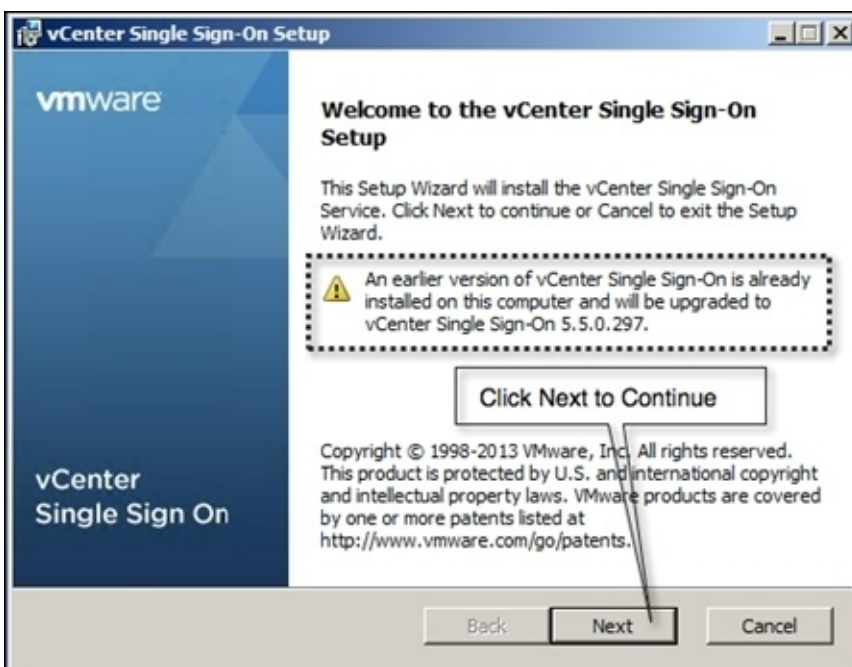 vCenter Single Sign-On Setup
vmware
Welcome to the vCenter Single Sign-On
Setup
This Setup Wizard will install the vCenter Single Sign-On
Service. Click Next to continue or Cancel to exit the Setup
Wizard.
An earlier version of vCenter Single Sign-On is already
installed on this computer and will be upgraded to
vCenter Single Sign-On 5.5.0.297.
Click Next to Continue
Copyright © 1998-2013 VMware, Inc. All rights reserved.
This product is protected by U.S. and international copyright
and intellectual property laws. VMware products are covered
by one or more patents listed at
http://www.vmware.com/go/patents.
vCenter
Single Sign On
Back
Next
Cancel